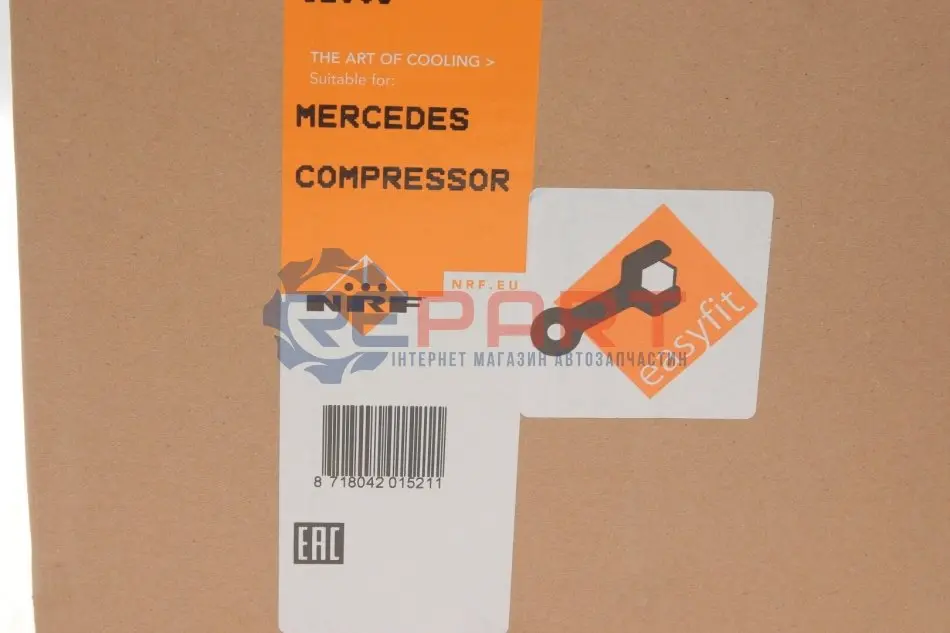 THE ART OF COOLING >
Suitable for:
MERCEDES
COMPRESSOR
NRF.EU
NRF
REPART
ІНТЕРНЕТ МАГАЗИН АВТОЗАПЧАСТИН
easyfit
8 718042 015211
EAC